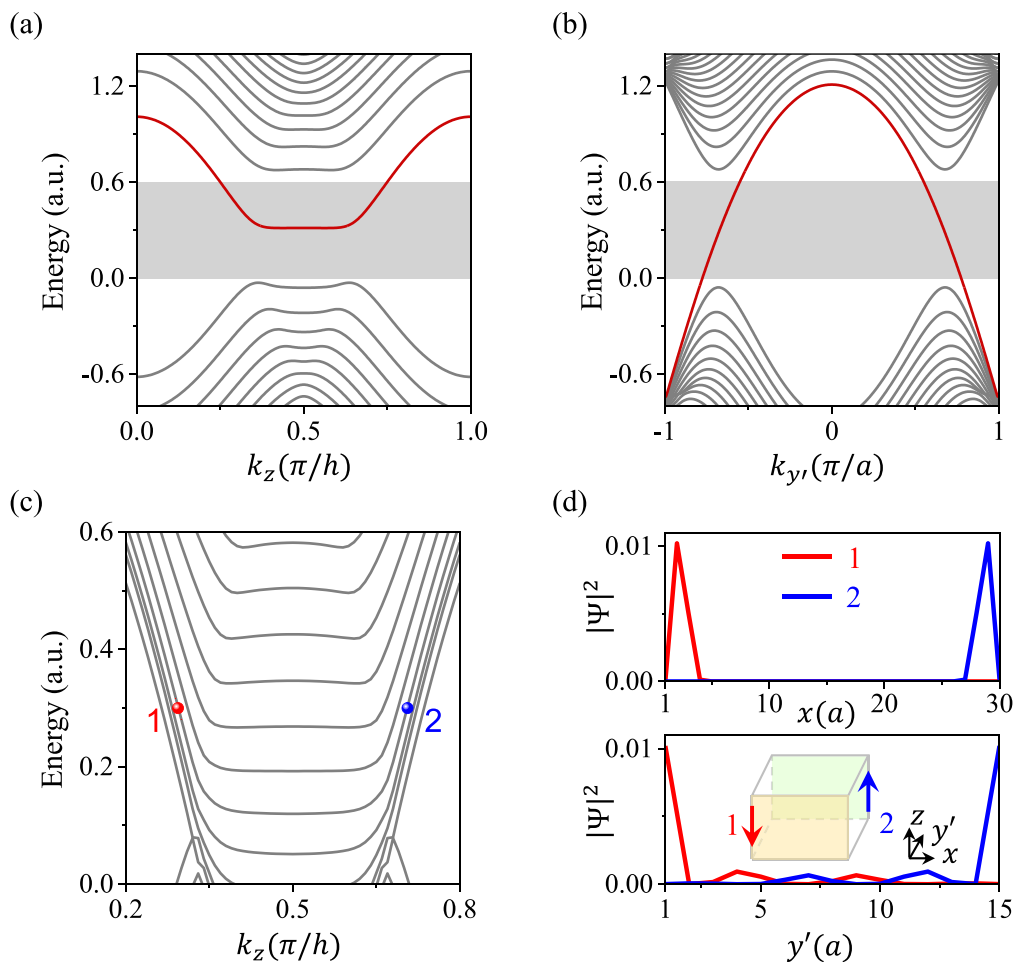 (a)
Energy (a.u.)
1.2
0.6
0.0
-0.6
0.0
0.5
1.0
k_z(π/h)
(b)
Energy (a.u.)
1.2
0.6
0.0
-0.6
-1
0
1
k_{y'}(π/a)
(c)
Energy (a.u.)
0.6
0.4
0.2
0.0
1
2
0.2
0.5
0.8
k_z(π/h)
(d)
|Ψ|²
0.01
0.00
1
2
1
10
20
30
x(a)
|Ψ|²
0.01
0.00
1
2
z
y'
x
1
5
10
15
y'(a)